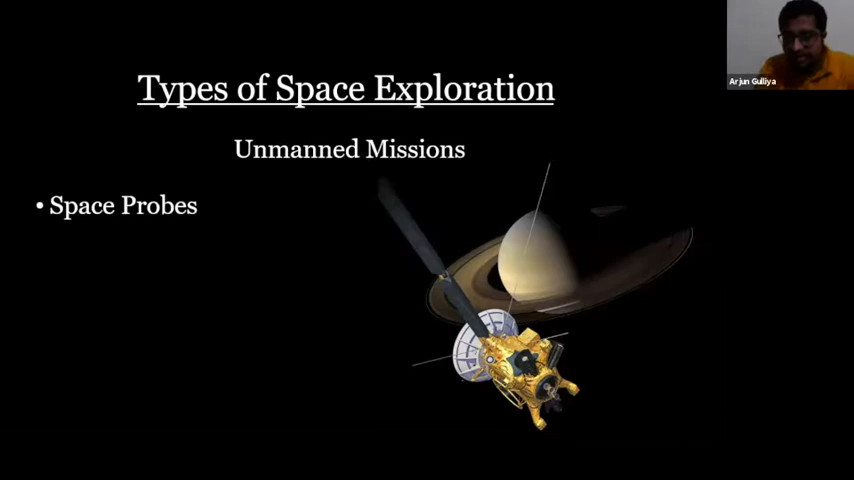 Types of Space Exploration
Unmanned Missions
• Space Probes
Arjun Gulliya